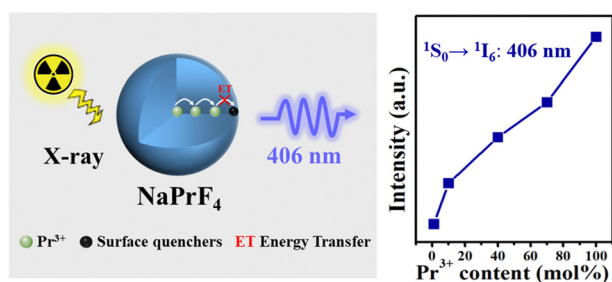 ET
X-ray
406 nm
NaPrF₄
Pr³⁺ Surface quenchers ET Energy Transfer
¹S₀→ ¹I₆: 406 nm
Intensity (a.u.)
0 20 40 60 80 100
Pr³⁺ content (mol%)